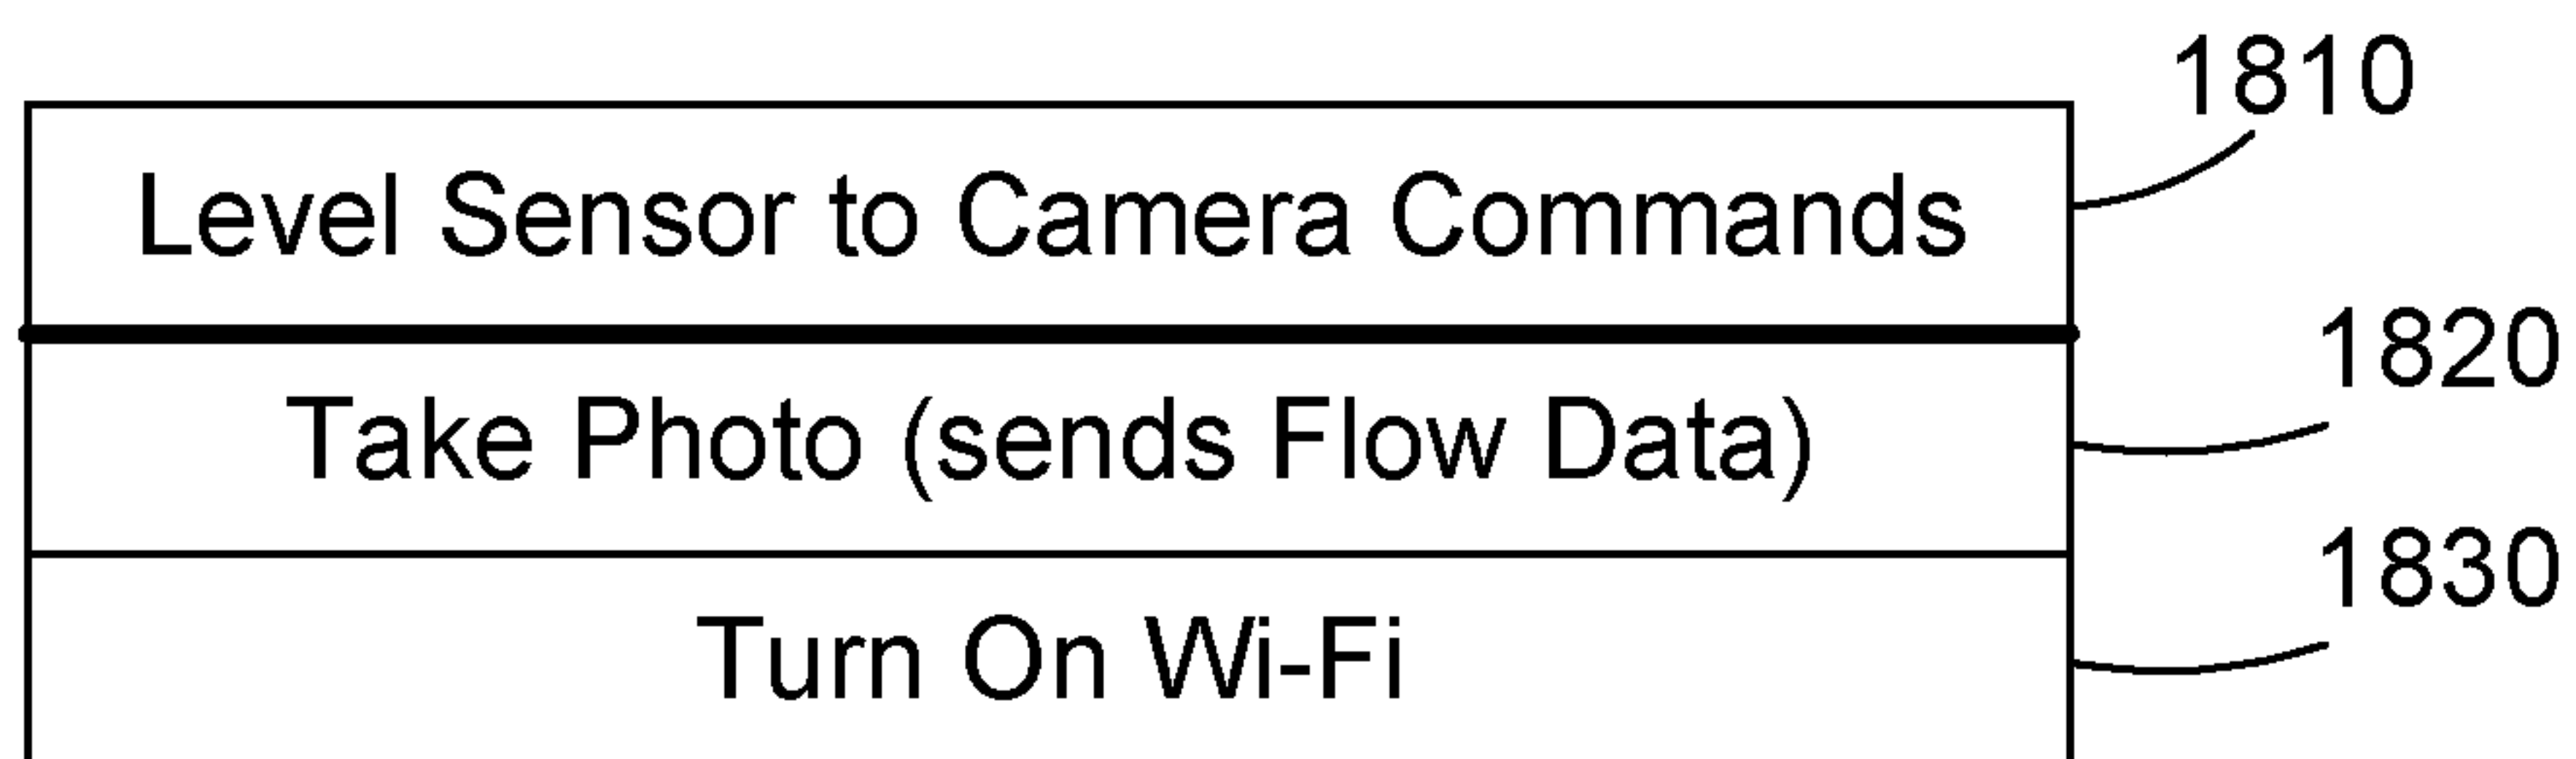 1810
Level Sensor to Camera Commands
1820
Take Photo (sends Flow Data)
1830
Turn On Wi-Fi